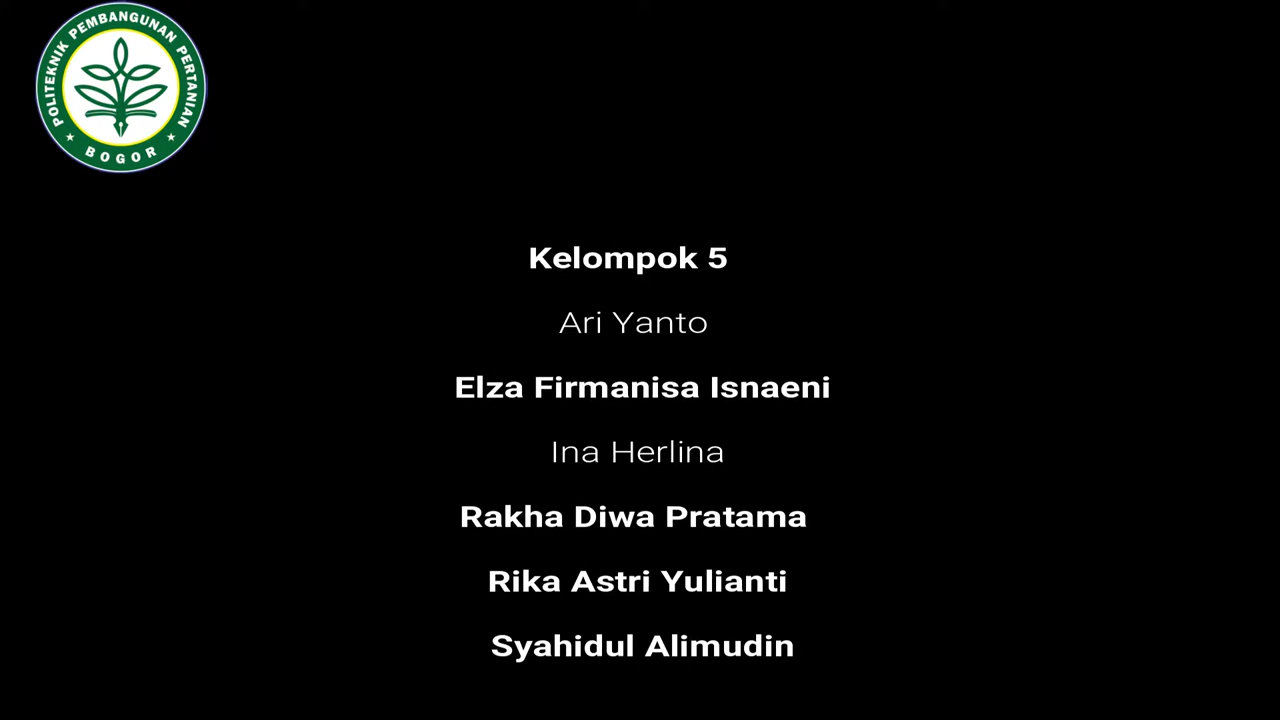 POLITEKNIK PEMBANGUNAN PERTANIAN
BOGOR
Kelompok 5
Ari Yanto
Elza Firmanisa Isnaeni
Ina Herlina
Rakha Diwa Pratama
Rika Astri Yulianti
Syahidul Alimudin